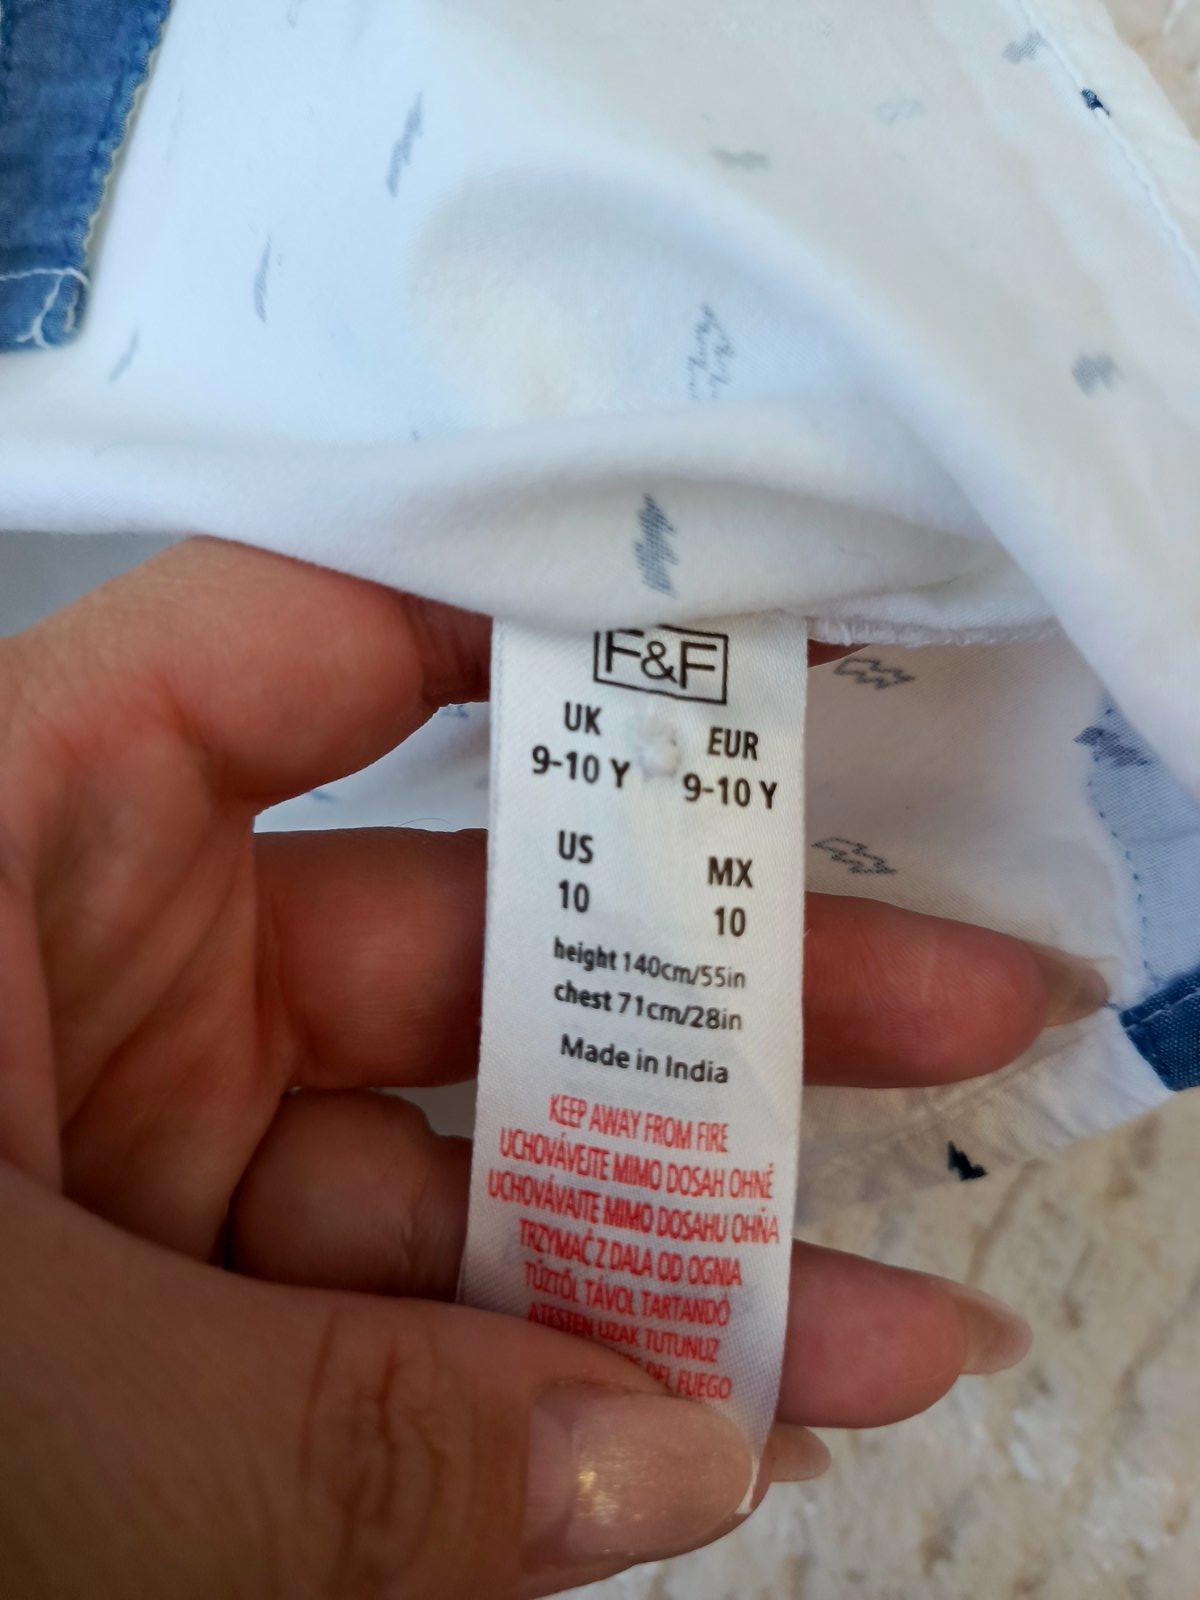 F&F
UK EUR
9-10 Y 9-10 Y
US MX
10 10
height 140cm/55in
chest 71cm/28in
Made in India
KEEP AWAY FROM FIRE
UCHOVÁVEJTE MIMO DOSAH OHNĚ
UCHOVÁVAJTE MIMO DOSAHU OHŇA
TRZYMAĆ Z DALA OD OGNIA
TŰZTŐL TÁVOL TARTANDÓ
ATEŞTEN UZAK TUTUNUZ
DEL FUEGO